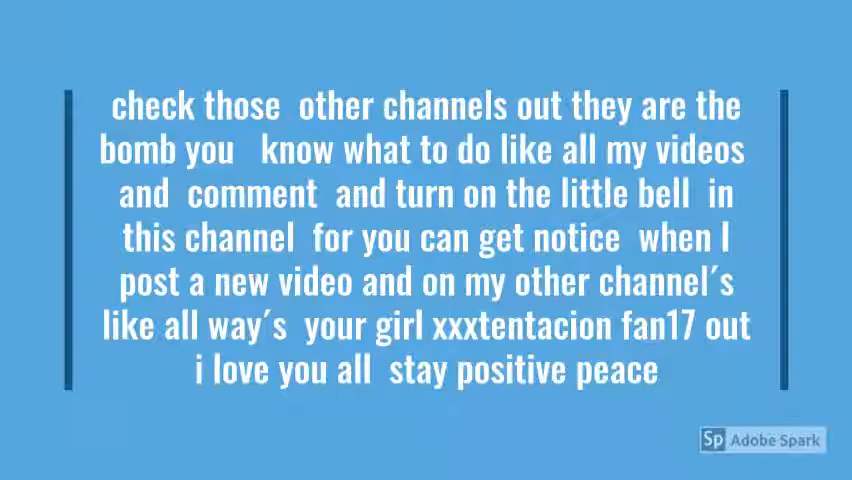 check those  other channels out they are the
bomb you   know what to do like all my videos
and  comment  and turn on the little bell  in
this channel  for you can get notice  when I
post a new video and on my other channel´s
like all way´s  your girl xxxtentacion fan17 out
i love you all  stay positive peace
Sp Adobe Spark